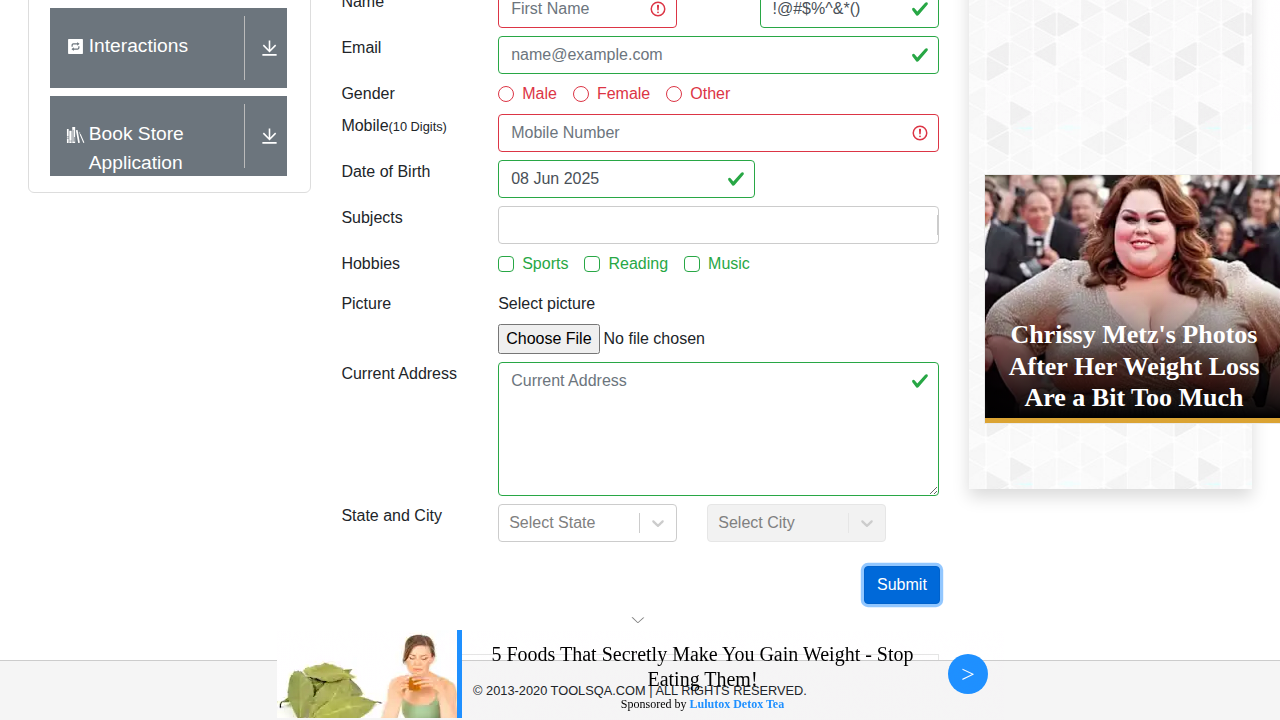 Name
First Name
!@#$%^&*()
Interactions
Email
name@example.com
Gender
Male
Female
Other
Book Store
Application
Mobile(10 Digits)
Mobile Number
Date of Birth
08 Jun 2025
Subjects
Hobbies
Sports
Reading
Music
Picture
Select picture
Choose File No file chosen
Current Address
Current Address
State and City
Select State
Select City
Submit
Chrissy Metz's Photos
After Her Weight Loss
Are a Bit Too Much
5 Foods That Secretly Make You Gain Weight - Stop
Eating Them!
© 2013-2020 TOOLSQA.COM | ALL RIGHTS RESERVED.
Sponsored by Lulutox Detox Tea
>